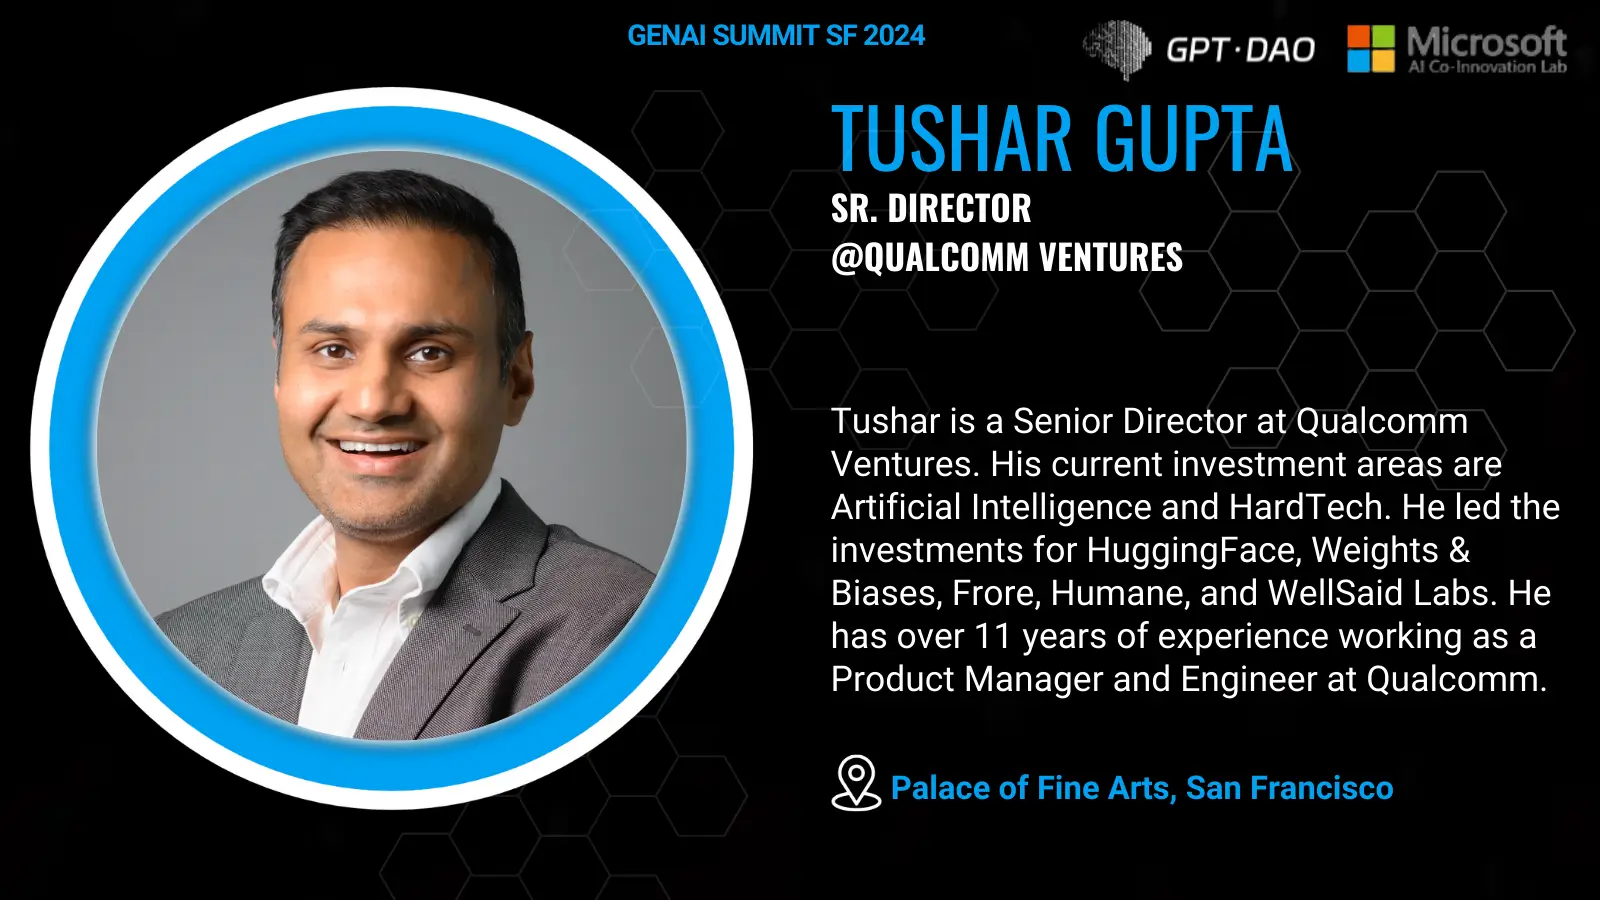 GENAI SUMMIT SF 2024
GPT·DAO
Microsoft
AI Co-Innovation Lab
TUSHAR GUPTA
SR. DIRECTOR
@QUALCOMM VENTURES
Tushar is a Senior Director at Qualcomm
Ventures. His current investment areas are
Artificial Intelligence and HardTech. He led the
investments for HuggingFace, Weights &
Biases, Frore, Humane, and WellSaid Labs. He
has over 11 years of experience working as a
Product Manager and Engineer at Qualcomm.
Palace of Fine Arts, San Francisco